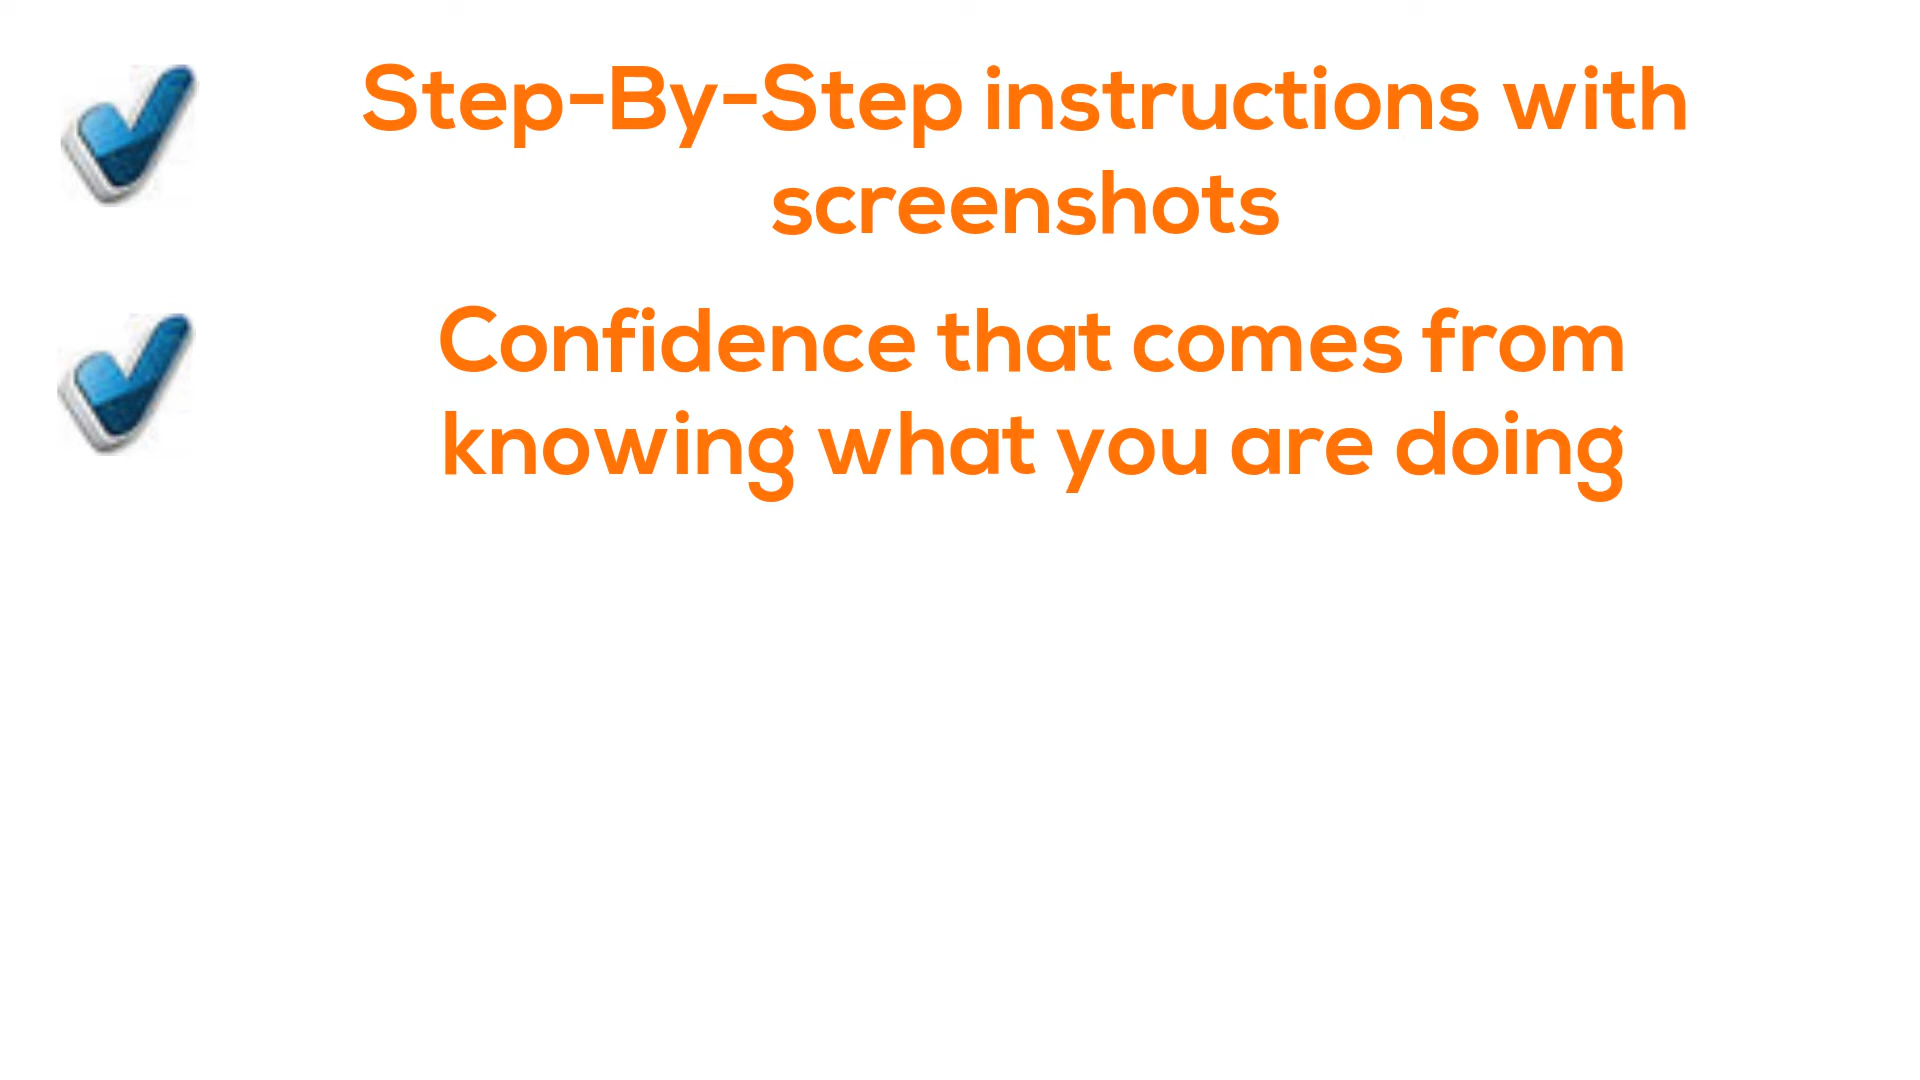 Step-By-Step instructions with
screenshots
Confidence that comes from
knowing what you are doing